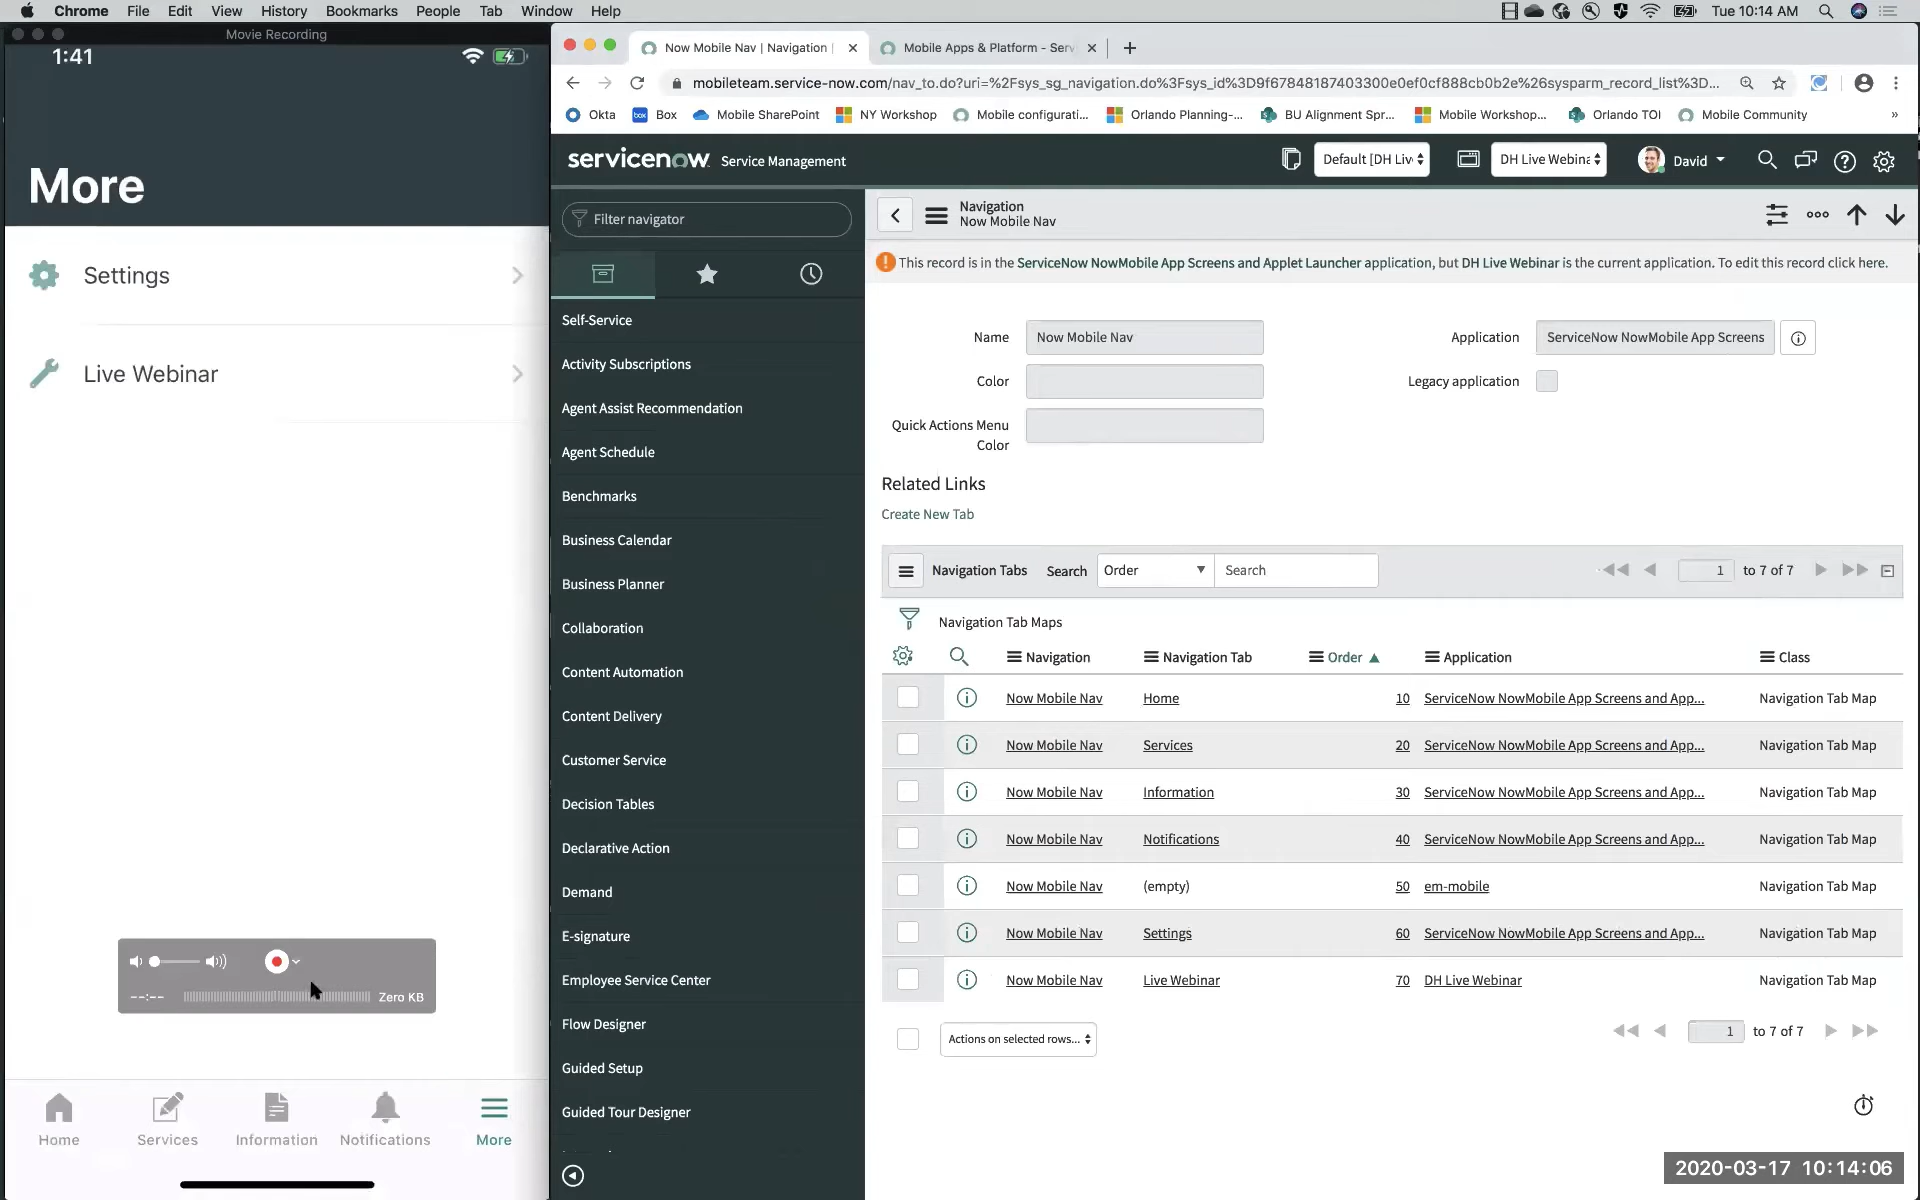 Chrome File Edit View History Bookmarks People Tab Window Help Tue 10:14 AM
Movie Recording
1:41
More
Settings
Live Webinar
--:-- Zero KB
Home Services Information Notifications More
Now Mobile Nav | Navigation | Mobile Apps & Platform - Serv
mobileteam.service-now.com/nav_to.do?uri=%2Fsys_sg_navigation.do%3Fsys_id%3D9f67848187403300e0ef0cf888cb0b2e%26sysparm_record_list%3D...
Okta Box Mobile SharePoint NY Workshop Mobile configurati... Orlando Planning-... BU Alignment Spr... Mobile Workshop... Orlando TOI Mobile Community »
servicenow Service Management Default [DH Liv DH Live Webina David
Filter navigator
Self-Service
Activity Subscriptions
Agent Assist Recommendation
Agent Schedule
Benchmarks
Business Calendar
Business Planner
Collaboration
Content Automation
Content Delivery
Customer Service
Decision Tables
Declarative Action
Demand
E-signature
Employee Service Center
Flow Designer
Guided Setup
Guided Tour Designer
Navigation
Now Mobile Nav
This record is in the ServiceNow NowMobile App Screens and Applet Launcher application, but DH Live Webinar is the current application. To edit this record click here.
Name Now Mobile Nav Application ServiceNow NowMobile App Screens
Color Legacy application
Quick Actions Menu
Color
Related Links
Create New Tab
Navigation Tabs Search Order Search 1 to 7 of 7
Navigation Tab Maps
Navigation Navigation Tab Order Application Class
Now Mobile Nav Home 10 ServiceNow NowMobile App Screens and App... Navigation Tab Map
Now Mobile Nav Services 20 ServiceNow NowMobile App Screens and App... Navigation Tab Map
Now Mobile Nav Information 30 ServiceNow NowMobile App Screens and App... Navigation Tab Map
Now Mobile Nav Notifications 40 ServiceNow NowMobile App Screens and App... Navigation Tab Map
Now Mobile Nav (empty) 50 em-mobile Navigation Tab Map
Now Mobile Nav Settings 60 ServiceNow NowMobile App Screens and App... Navigation Tab Map
Now Mobile Nav Live Webinar 70 DH Live Webinar Navigation Tab Map
Actions on selected rows... 1 to 7 of 7
2020-03-17 10:14:06